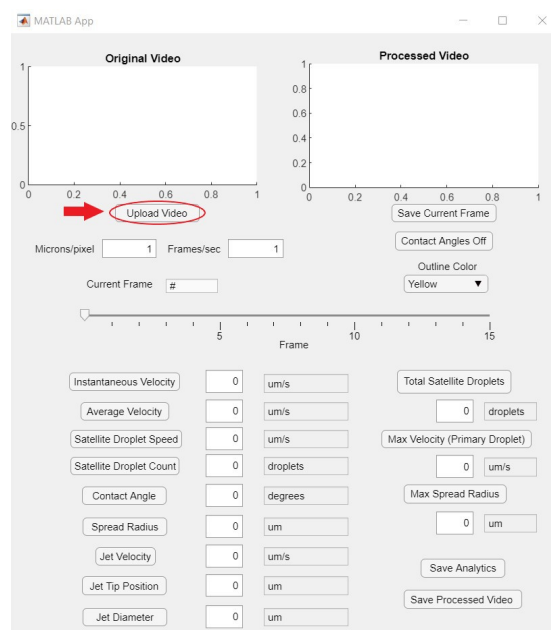 MATLAB App
Original Video
Processed Video
1
0.5
0
0 0.2 0.4 0.6 0.8 1
1
0.8
0.6
0.4
0.2
0
0 0.2 0.4 0.6 0.8 1
Upload Video
Save Current Frame
Microns/pixel 1 Frames/sec 1
Contact Angles Off
Outline Color
Current Frame #
Yellow
5 10 15
Frame
Instantaneous Velocity 0 um/s
Average Velocity 0 um/s
Satellite Droplet Speed 0 um/s
Satellite Droplet Count 0 droplets
Contact Angle 0 degrees
Spread Radius 0 um
Jet Velocity 0 um/s
Jet Tip Position 0 um
Jet Diameter 0 um
Total Satellite Droplets
0 droplets
Max Velocity (Primary Droplet)
0 um/s
Max Spread Radius
0 um
Save Analytics
Save Processed Video